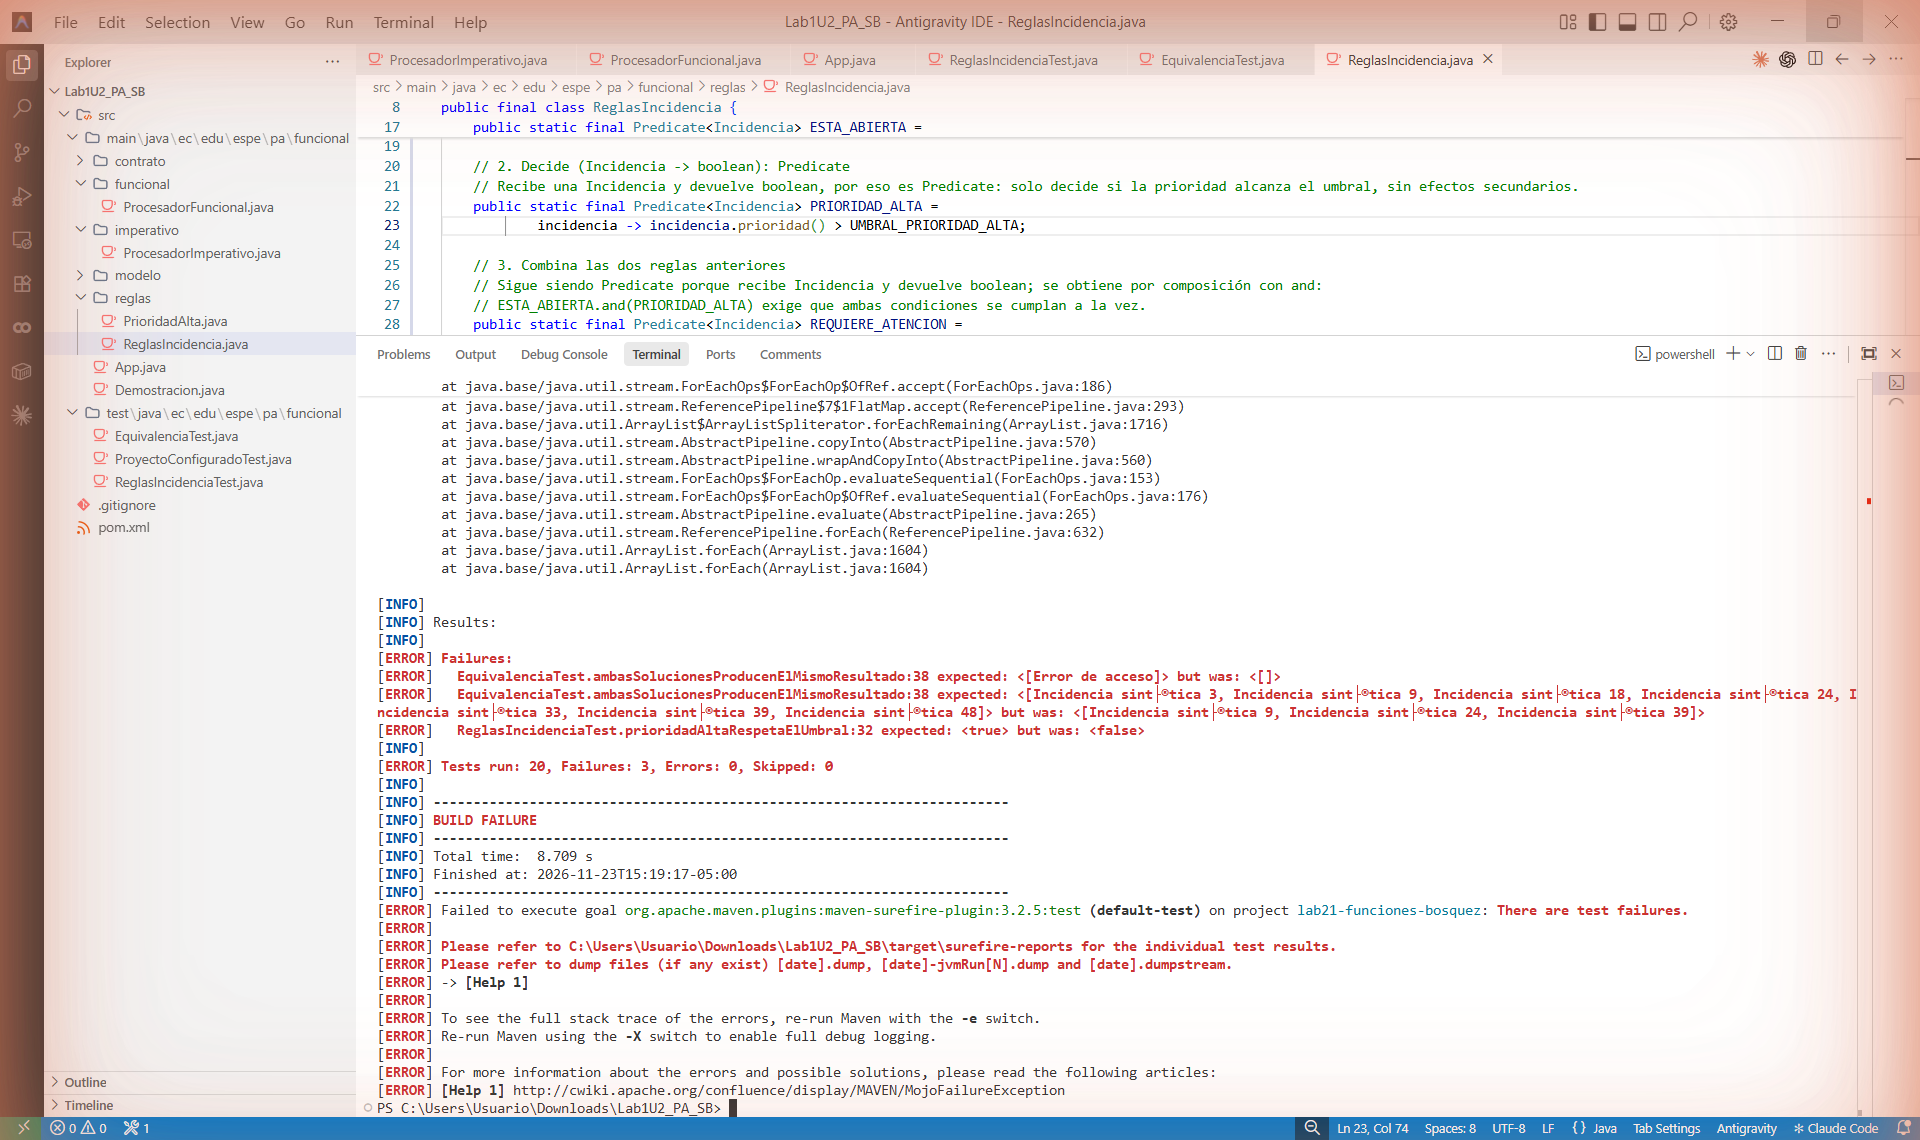 File Edit Selection View Go Run Terminal Help
Lab1U2_PA_SB - Antigravity IDE - ReglasIncidencia.java
Explorer
Lab1U2_PA_SB
src
main\java\ec\edu\espe\pa\funcional
contrato
funcional
ProcesadorFuncional.java
imperativo
ProcesadorImperativo.java
modelo
reglas
PrioridadAlta.java
ReglasIncidencia.java
App.java
Demostracion.java
test\java\ec\edu\espe\pa\funcional
EquivalenciaTest.java
ProyectoConfiguradoTest.java
ReglasIncidenciaTest.java
.gitignore
pom.xml
Outline
Timeline
ProcesadorImperativo.java ProcesadorFuncional.java App.java ReglasIncidenciaTest.java EquivalenciaTest.java ReglasIncidencia.java
src > main > java > ec > edu > espe > pa > funcional > reglas > ReglasIncidencia.java
8 public final class ReglasIncidencia {
17 public static final Predicate<Incidencia> ESTA_ABIERTA =
19
20 // 2. Decide (Incidencia -> boolean): Predicate
21 // Recibe una Incidencia y devuelve boolean, por eso es Predicate: solo decide si la prioridad alcanza el umbral, sin efectos secundarios.
22 public static final Predicate<Incidencia> PRIORIDAD_ALTA =
23 incidencia -> incidencia.prioridad() > UMBRAL_PRIORIDAD_ALTA;
24
25 // 3. Combina las dos reglas anteriores
26 // Sigue siendo Predicate porque recibe Incidencia y devuelve boolean; se obtiene por composición con and:
27 // ESTA_ABIERTA.and(PRIORIDAD_ALTA) exige que ambas condiciones se cumplan a la vez.
28 public static final Predicate<Incidencia> REQUIERE_ATENCION =
Problems Output Debug Console Terminal Ports Comments
powershell
at java.base/java.util.stream.ForEachOps$ForEachOp$OfRef.accept(ForEachOps.java:186)
at java.base/java.util.stream.ReferencePipeline$7$1FlatMap.accept(ReferencePipeline.java:293)
at java.base/java.util.ArrayList$ArrayListSpliterator.forEachRemaining(ArrayList.java:1716)
at java.base/java.util.stream.AbstractPipeline.copyInto(AbstractPipeline.java:570)
at java.base/java.util.stream.AbstractPipeline.wrapAndCopyInto(AbstractPipeline.java:560)
at java.base/java.util.stream.ForEachOps$ForEachOp.evaluateSequential(ForEachOps.java:153)
at java.base/java.util.stream.ForEachOps$ForEachOp$OfRef.evaluateSequential(ForEachOps.java:176)
at java.base/java.util.stream.AbstractPipeline.evaluate(AbstractPipeline.java:265)
at java.base/java.util.stream.ReferencePipeline.forEach(ReferencePipeline.java:632)
at java.base/java.util.ArrayList.forEach(ArrayList.java:1604)
at java.base/java.util.ArrayList.forEach(ArrayList.java:1604)
[INFO]
[INFO] Results:
[INFO]
[ERROR] Failures:
[ERROR] EquivalenciaTest.ambasSolucionesProducenElMismoResultado:38 expected: <[Error de acceso]> but was: <[]>
[ERROR] EquivalenciaTest.ambasSolucionesProducenElMismoResultado:38 expected: <[Incidencia sint├®tica 3, Incidencia sint├®tica 9, Incidencia sint├®tica 18, Incidencia sint├®tica 24, I
ncidencia sint├®tica 33, Incidencia sint├®tica 39, Incidencia sint├®tica 48]> but was: <[Incidencia sint├®tica 9, Incidencia sint├®tica 24, Incidencia sint├®tica 39]>
[ERROR] ReglasIncidenciaTest.prioridadAltaRespetaElUmbral:32 expected: <true> but was: <false>
[INFO]
[ERROR] Tests run: 20, Failures: 3, Errors: 0, Skipped: 0
[INFO]
[INFO] ------------------------------------------------------------------------
[INFO] BUILD FAILURE
[INFO] ------------------------------------------------------------------------
[INFO] Total time:  8.709 s
[INFO] Finished at: 2026-11-23T15:19:17-05:00
[INFO] ------------------------------------------------------------------------
[ERROR] Failed to execute goal org.apache.maven.plugins:maven-surefire-plugin:3.2.5:test (default-test) on project lab21-funciones-bosquez: There are test failures.
[ERROR]
[ERROR] Please refer to C:\Users\Usuario\Downloads\Lab1U2_PA_SB\target\surefire-reports for the individual test results.
[ERROR] Please refer to dump files (if any exist) [date].dump, [date]-jvmRun[N].dump and [date].dumpstream.
[ERROR] -> [Help 1]
[ERROR]
[ERROR] To see the full stack trace of the errors, re-run Maven with the -e switch.
[ERROR] Re-run Maven using the -X switch to enable full debug logging.
[ERROR]
[ERROR] For more information about the errors and possible solutions, please read the following articles:
[ERROR] [Help 1] http://cwiki.apache.org/confluence/display/MAVEN/MojoFailureException
PS C:\Users\Usuario\Downloads\Lab1U2_PA_SB>
0 0 1
Ln 23, Col 74 Spaces: 8 UTF-8 LF {} Java Tab Settings Antigravity Claude Code